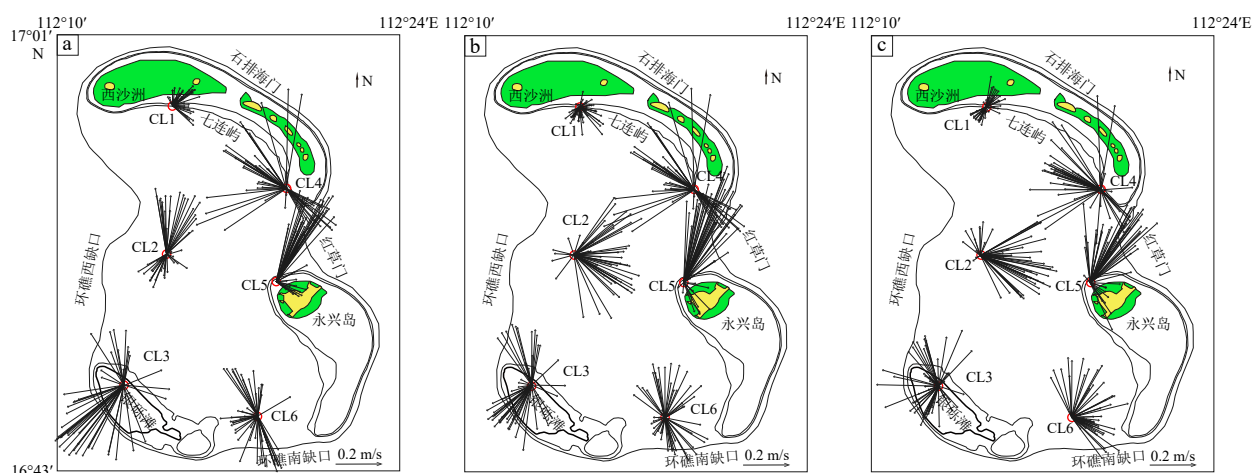 112°10′
112°24′E
112°10′
112°24′E
112°10′
112°24′E
17°01′
N
16°43′
a
N
石排海门
西沙洲
CL1
七连屿
CL4
CL2
红草门
环礁西缺口
CL5
永兴岛
CL3
CL6
环礁南缺口
0.2 m/s
b
N
石排海门
西沙洲
CL1
七连屿
CL4
CL2
红草门
环礁西缺口
CL5
永兴岛
CL3
CL6
环礁南缺口
0.2 m/s
c
N
石排海门
西沙洲
CL1
七连屿
CL4
CL2
红草门
环礁西缺口
CL5
永兴岛
CL3
CL6
环礁南缺口
0.2 m/s